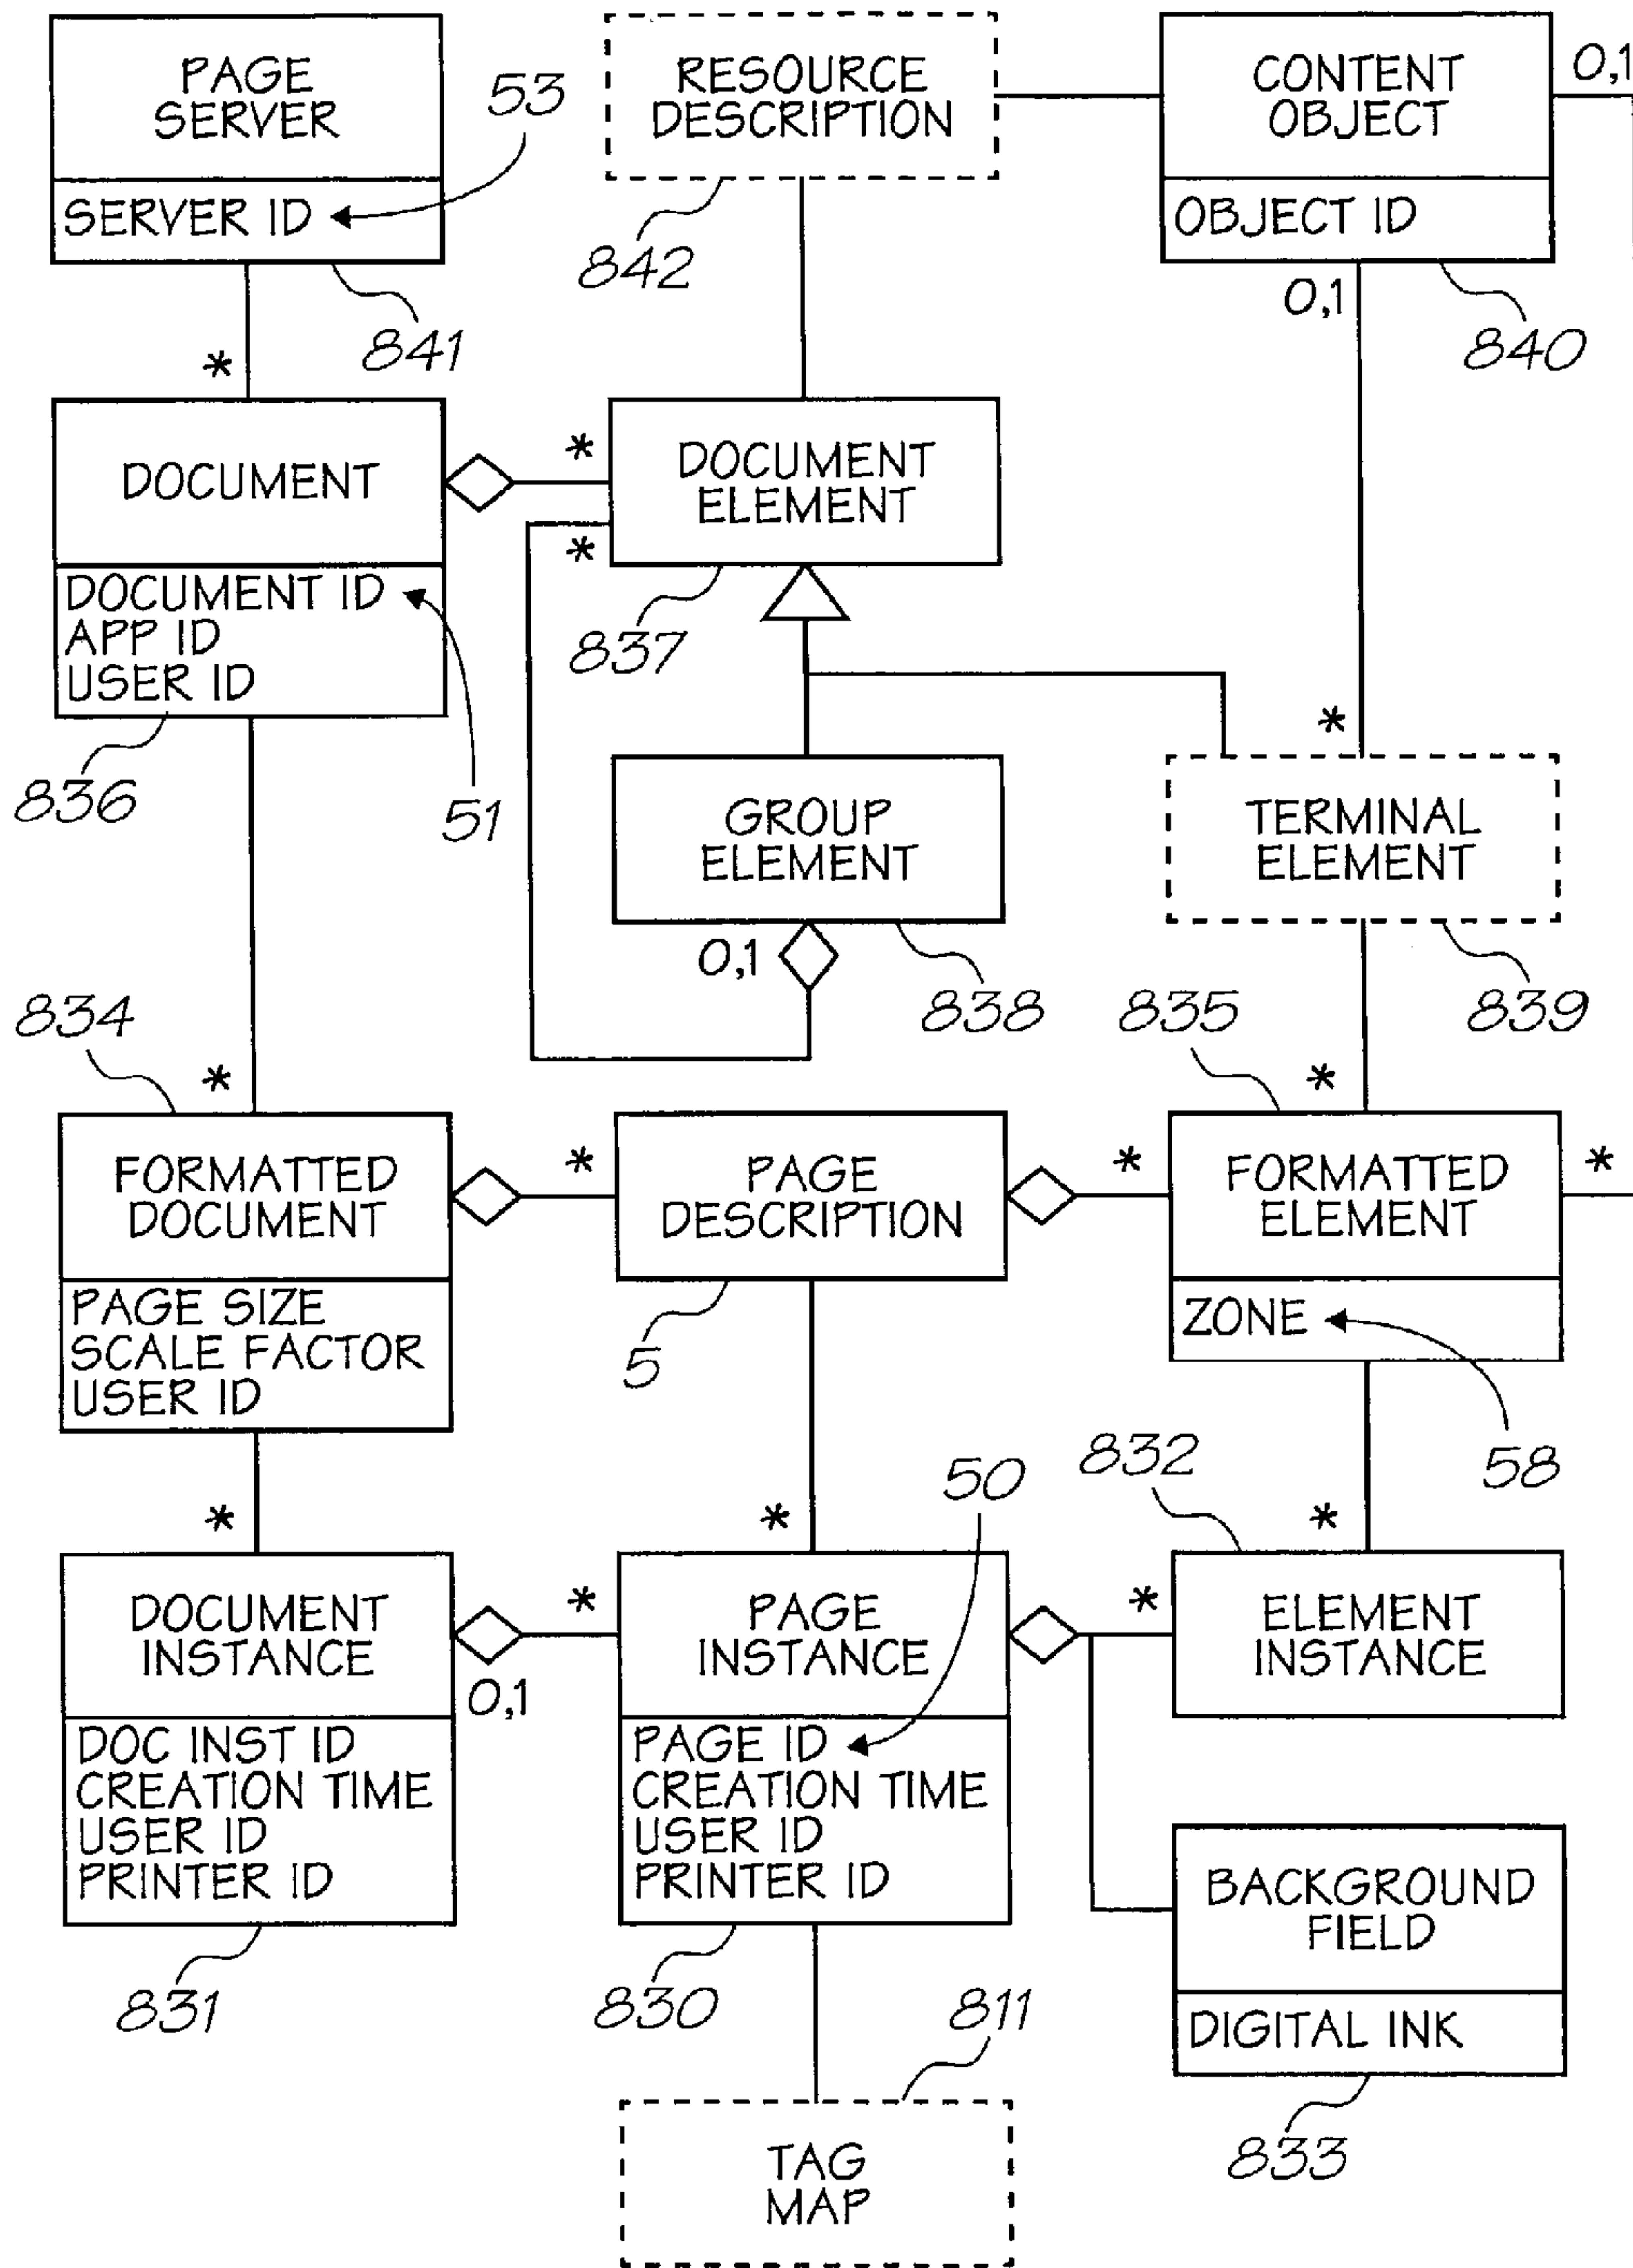 PAGE
SERVER
SERVER ID
53
841
RESOURCE
DESCRIPTION
842
CONTENT
OBJECT
OBJECT ID
0,1
0,1
840
*
DOCUMENT
DOCUMENT ID
APP ID
USER ID
836
51
*
*
DOCUMENT
ELEMENT
837
GROUP
ELEMENT
0,1
838
*
TERMINAL
ELEMENT
839
834
*
FORMATTED
DOCUMENT
PAGE SIZE
SCALE FACTOR
USER ID
*
PAGE
DESCRIPTION
5
835
*
*
FORMATTED
ELEMENT
*
ZONE
58
*
DOCUMENT
INSTANCE
0,1
DOC INST ID
CREATION TIME
USER ID
PRINTER ID
831
*
*
50
PAGE
INSTANCE
PAGE ID
CREATION TIME
USER ID
PRINTER ID
830
832
*
*
ELEMENT
INSTANCE
BACKGROUND
FIELD
DIGITAL INK
833
811
TAG
MAP